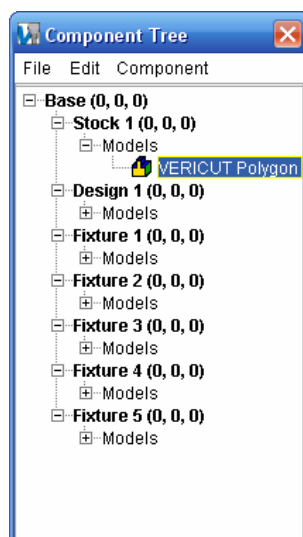 Component Tree
File Edit Component
Base (0, 0, 0)
Stock 1 (0, 0, 0)
Models
VERICUT Polygon
Design 1 (0, 0, 0)
Models
Fixture 1 (0, 0, 0)
Models
Fixture 2 (0, 0, 0)
Models
Fixture 3 (0, 0, 0)
Models
Fixture 4 (0, 0, 0)
Models
Fixture 5 (0, 0, 0)
Models